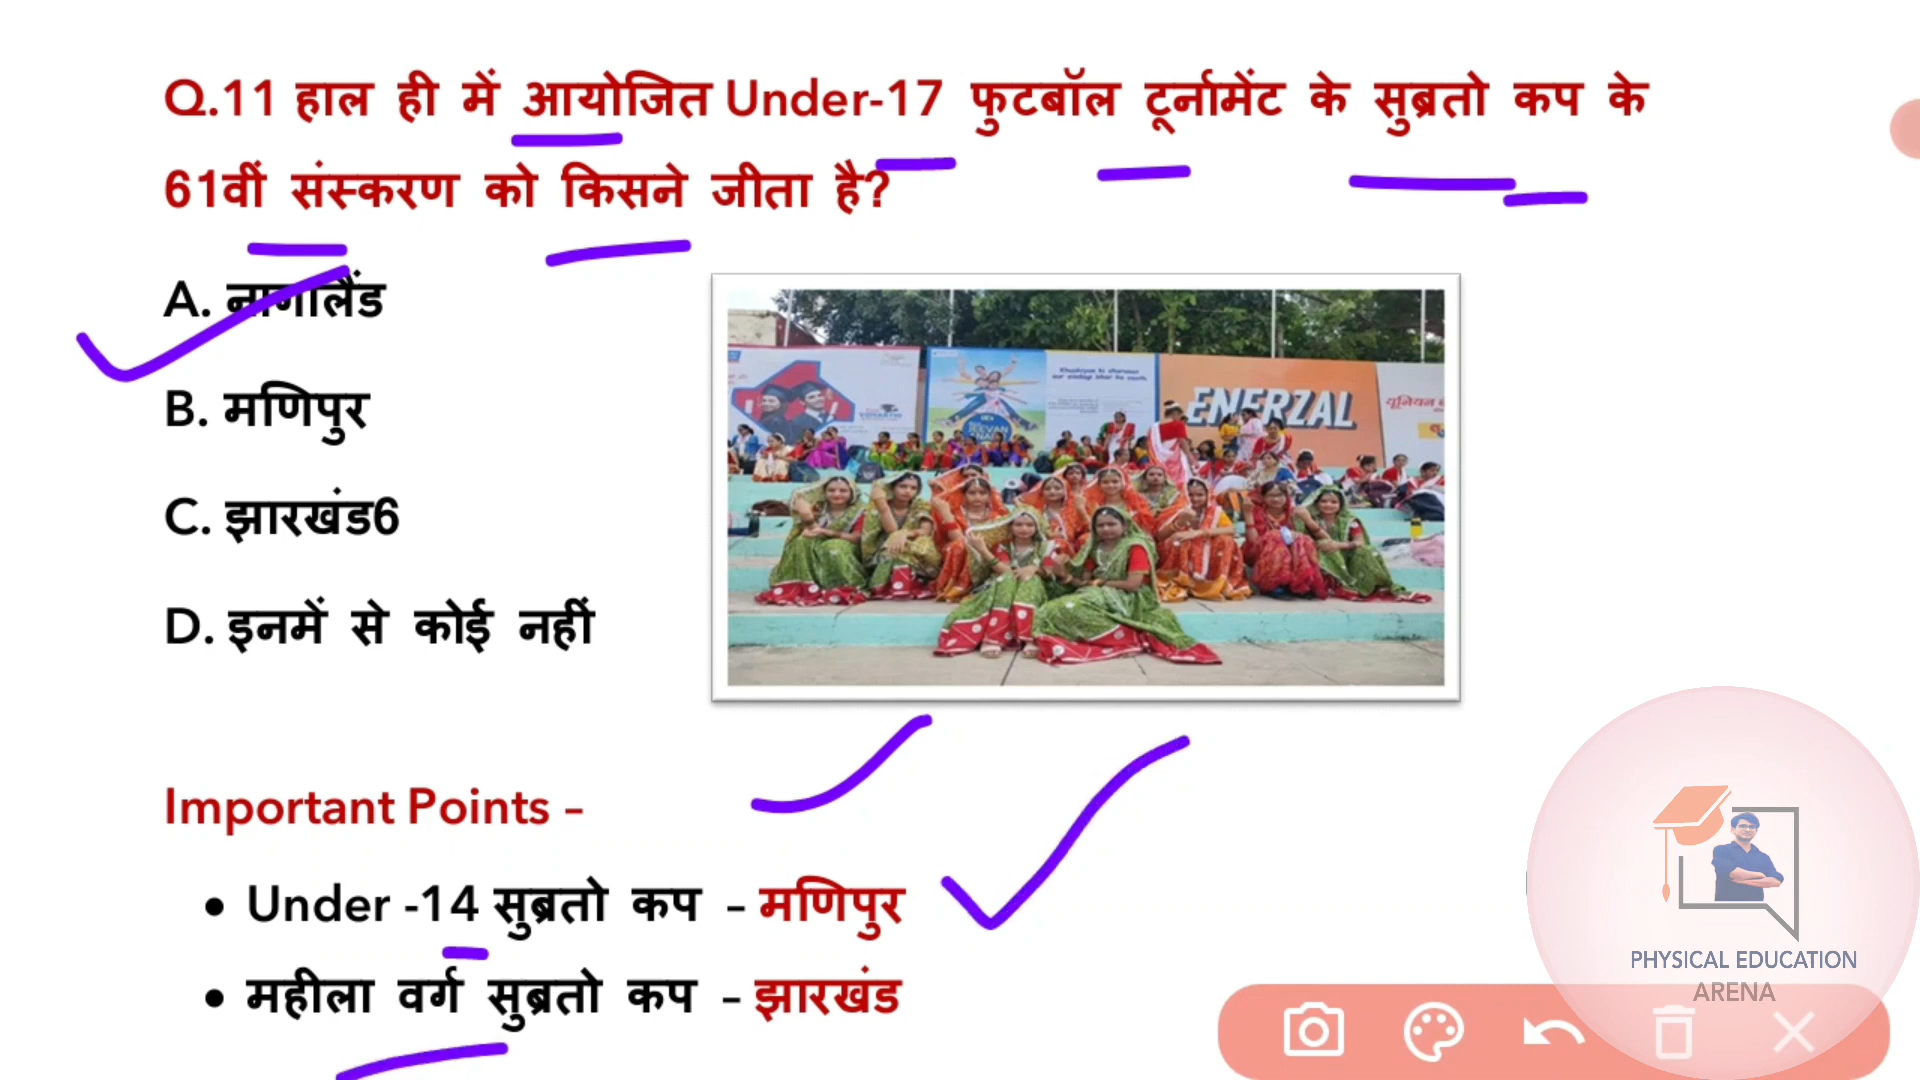 Q.11 हाल ही में आयोजित Under-17 फुटबॉल टूर्नामेंट के सुब्रतो कप के
61वीं संस्करण को किसने जीता है?
A. नागालैंड
B. मणिपुर
C. झारखंड6
D. इनमें से कोई नहीं
ENERZAL
यूनियन
Important Points –
• Under -14 सुब्रतो कप – मणिपुर
• महीला वर्ग सुब्रतो कप – झारखंड
PHYSICAL EDUCATION
ARENA